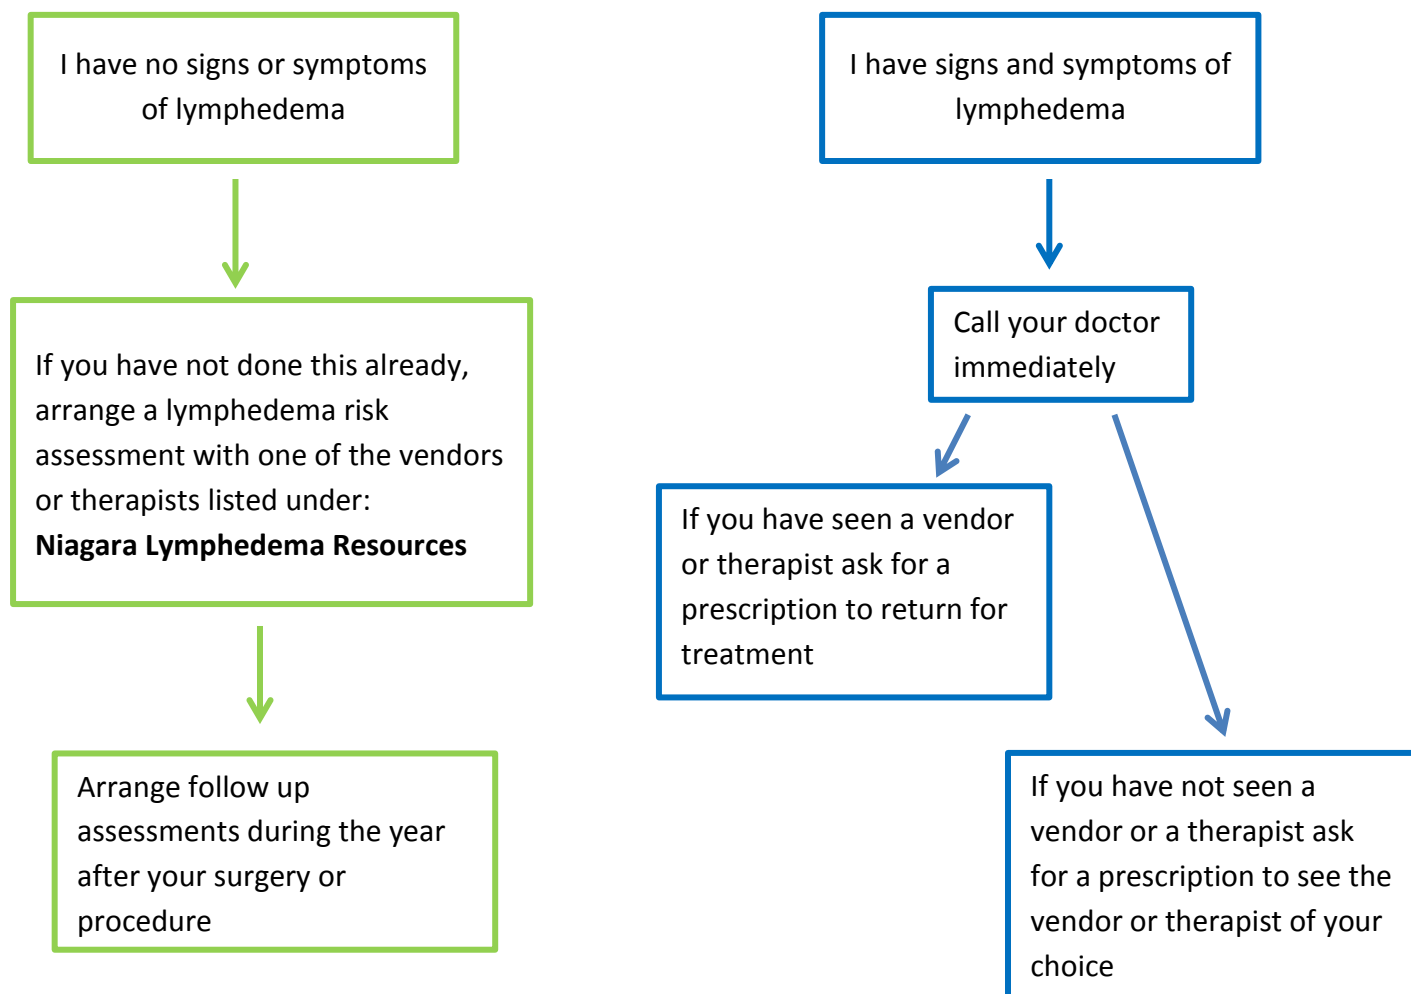 I have no signs or symptoms
of lymphedema
If you have not done this already,
arrange a lymphedema risk
assessment with one of the vendors
or therapists listed under:
Niagara Lymphedema Resources
Arrange follow up
assessments during the year
after your surgery or
procedure
I have signs and symptoms of
lymphedema
Call your doctor
immediately
If you have seen a vendor
or therapist ask for a
prescription to return for
treatment
If you have not seen a
vendor or a therapist ask
for a prescription to see the
vendor or therapist of your
choice